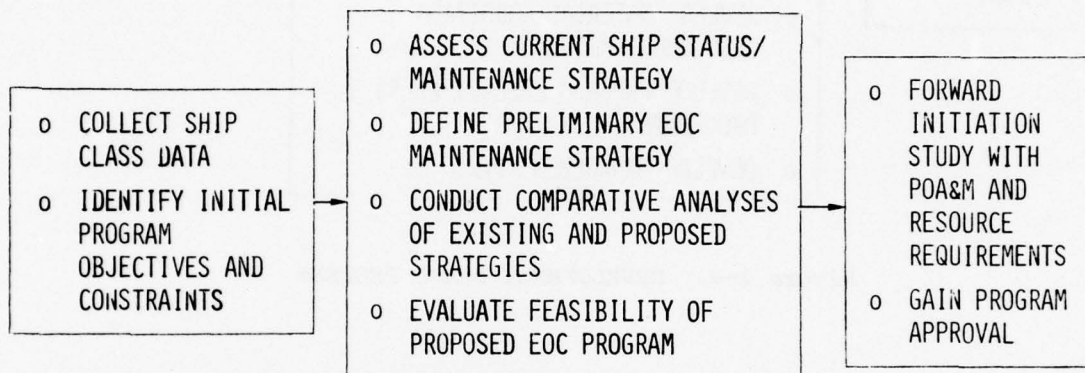 o COLLECT SHIP
CLASS DATA
o IDENTIFY INITIAL
PROGRAM
OBJECTIVES AND
CONSTRAINTS
o ASSESS CURRENT SHIP STATUS/
MAINTENANCE STRATEGY
o DEFINE PRELIMINARY EOC
MAINTENANCE STRATEGY
o CONDUCT COMPARATIVE ANALYSES
OF EXISTING AND PROPOSED
STRATEGIES
o EVALUATE FEASIBILITY OF
PROPOSED EOC PROGRAM
o FORWARD
INITIATION
STUDY WITH
POA&M AND
RESOURCE
REQUIREMENTS
o GAIN PROGRAM
APPROVAL